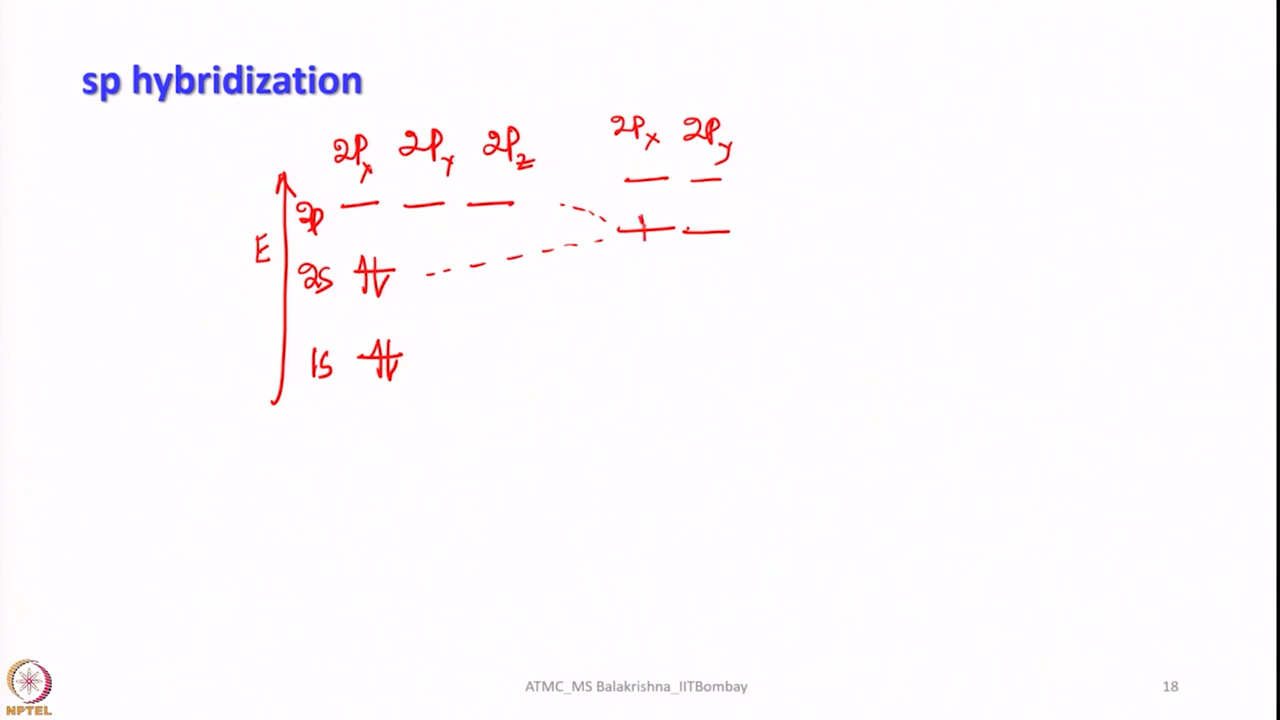 sp hybridization
2Px 2Py 2Pz 2Px 2Py
2p
E
2S
1S
ATMC_MS Balakrishna_IITBombay 18
NPTEL